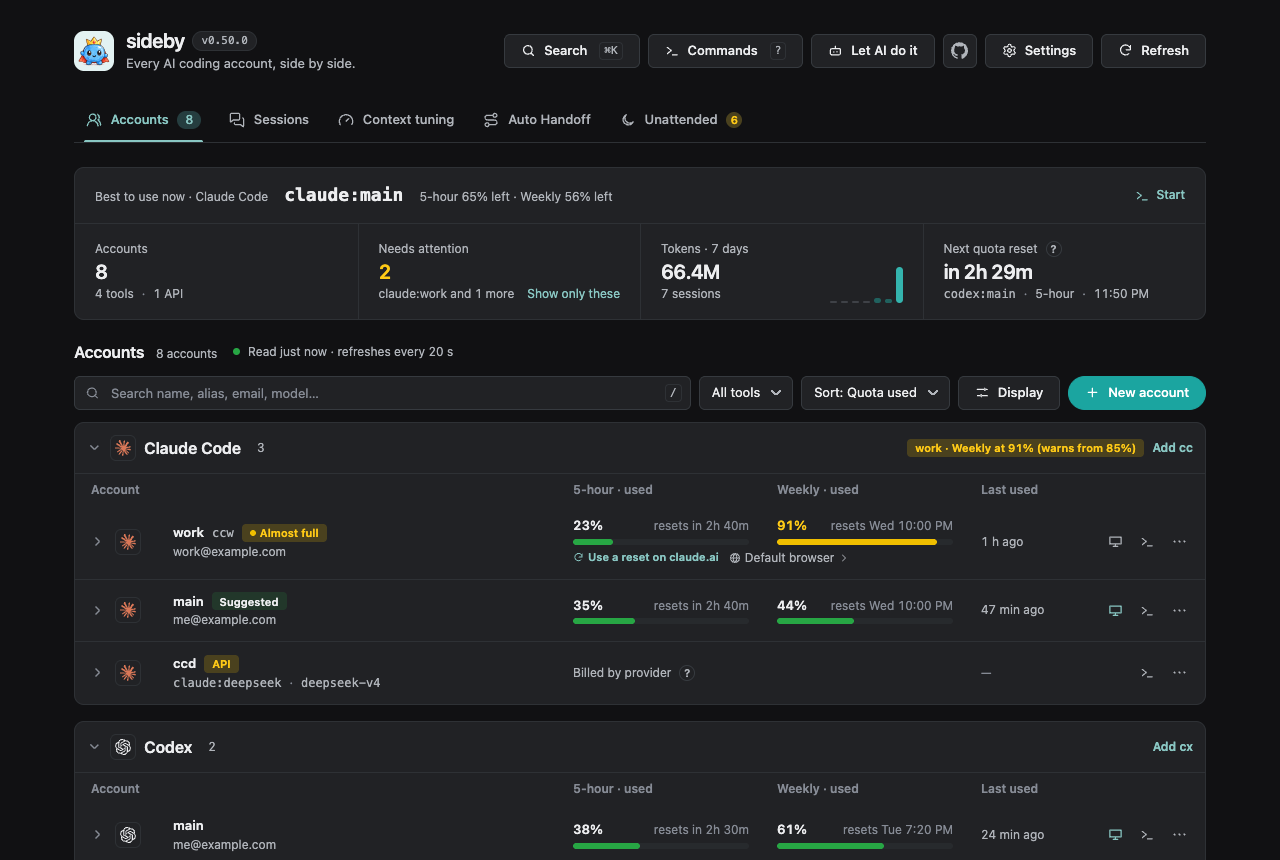 sideby v0.50.0
Every AI coding account, side by side.
Search ⌘K
Commands ?
Let AI do it
Settings
Refresh
Accounts 8
Sessions
Context tuning
Auto Handoff
Unattended 6
Best to use now · Claude Code claude:main 5-hour 65% left · Weekly 56% left
>_ Start
Accounts
8
4 tools · 1 API
Needs attention
2
claude:work and 1 more Show only these
Tokens · 7 days
66.4M
7 sessions
Next quota reset ?
in 2h 29m
codex:main · 5-hour · 11:50 PM
Accounts 8 accounts Read just now · refreshes every 20 s
Search name, alias, email, model... /
All tools
Sort: Quota used
Display
+ New account
Claude Code 3
work · Weekly at 91% (warns from 85%) Add cc
Account 5-hour · used Weekly · used Last used
work ccw Almost full
work@example.com
23% resets in 2h 40m
Use a reset on claude.ai Default browser
91% resets Wed 10:00 PM
1 h ago
main Suggested
me@example.com
35% resets in 2h 40m
44% resets Wed 10:00 PM
47 min ago
ccd API
claude:deepseek · deepseek-v4
Billed by provider ?
—
Codex 2
Add cx
Account 5-hour · used Weekly · used Last used
main
me@example.com
38% resets in 2h 30m
61% resets Tue 7:20 PM
24 min ago